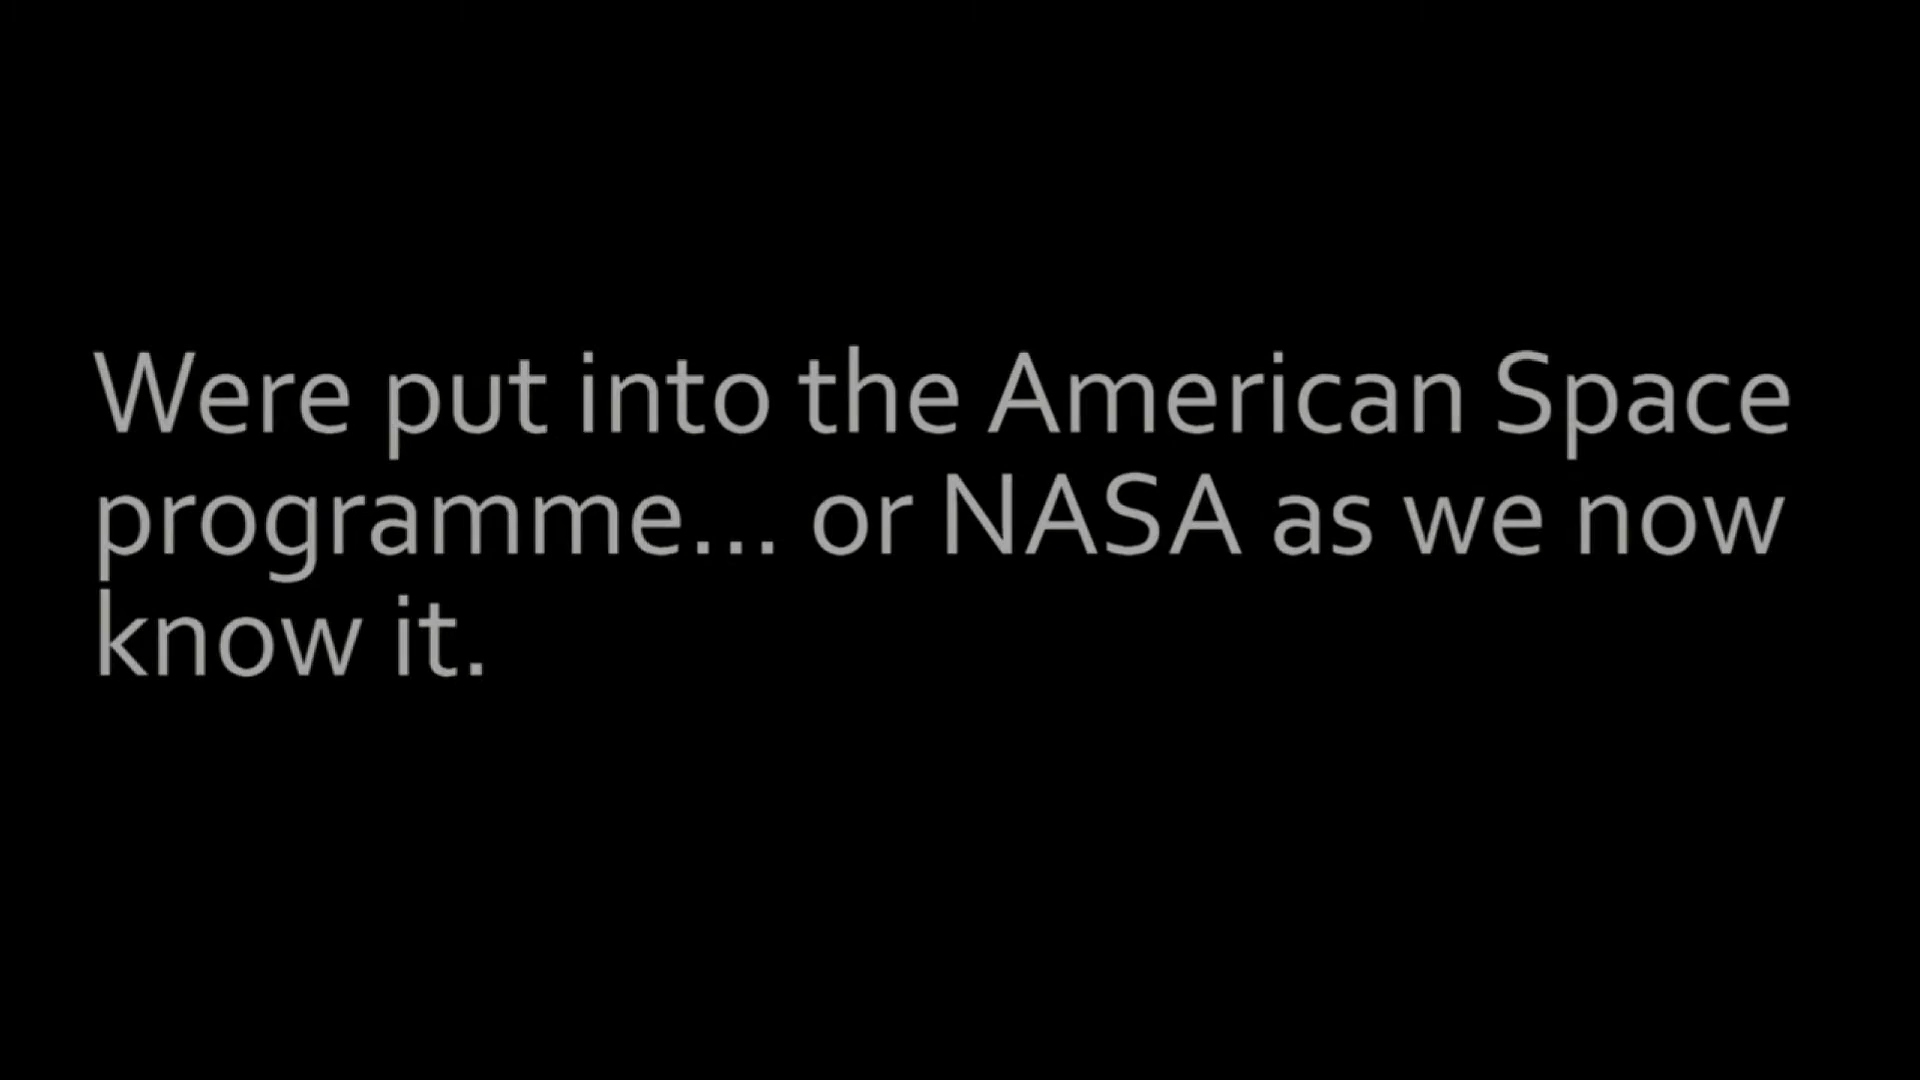 Were put into the American Space
programme... or NASA as we now
know it.